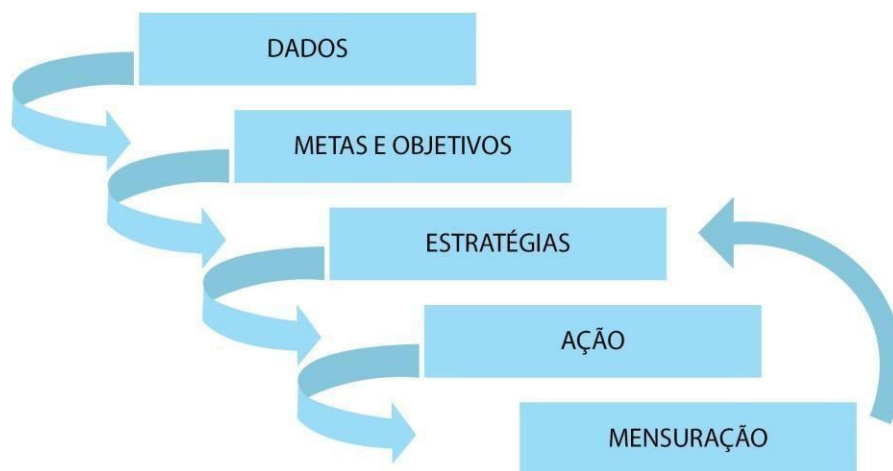 DADOS
METAS E OBJETIVOS
ESTRATÉGIAS
AÇÃO
MENSURAÇÃO